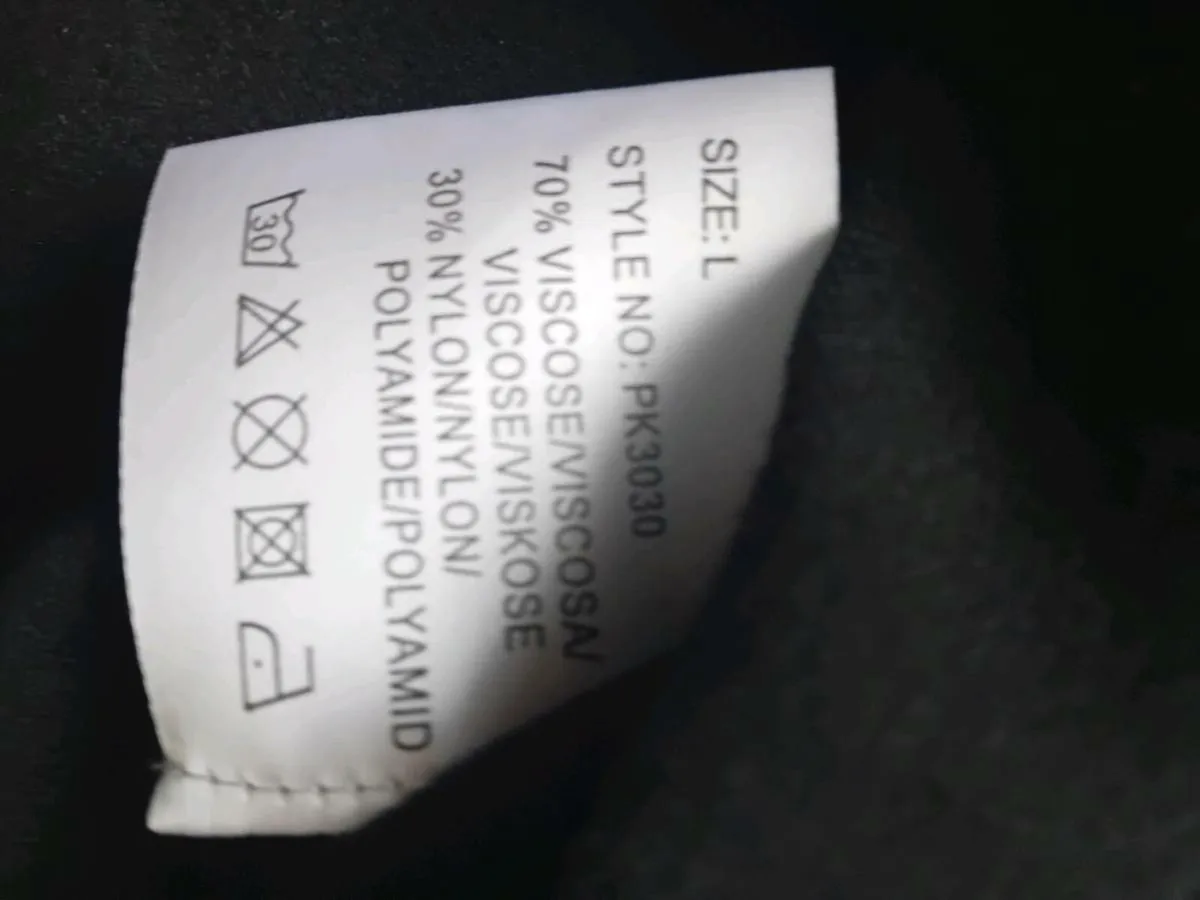 SIZE: L
STYLE NO: PK3030
70% VISCOSE/VISCOSA/
VISCOSE/VISKOSE
30% NYLON/NYLON/
POLYAMIDE/POLYAMID
30